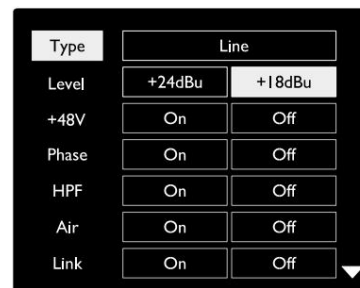 Type Line
Level +24dBu +18dBu
+48V On Off
Phase On Off
HPF On Off
Air On Off
Link On Off